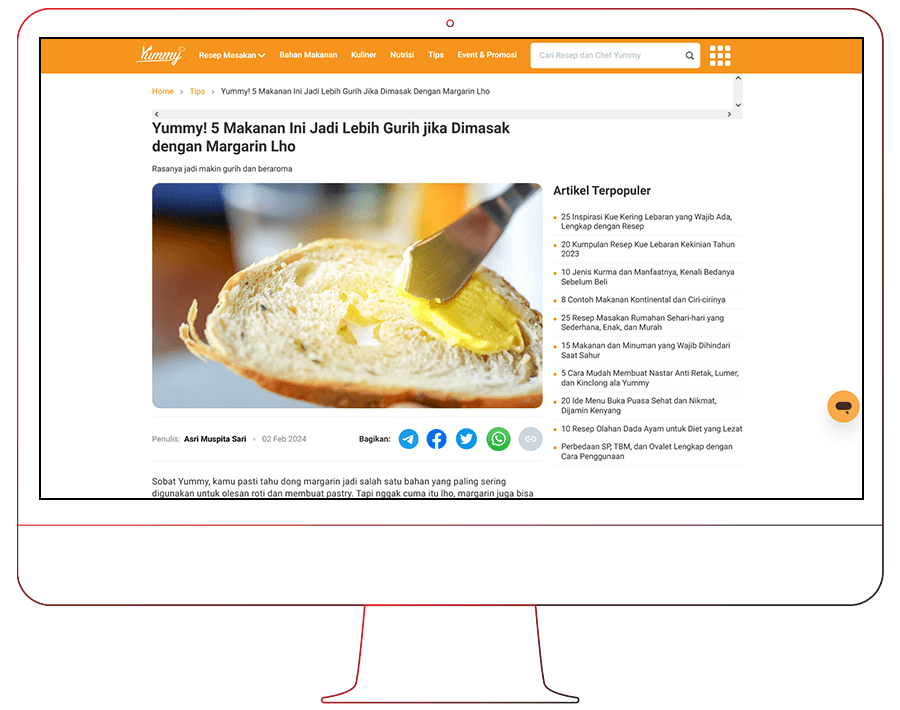 Yummy Resep Masakan Bahan Makanan Kuliner Nutrisi Tips Event & Promosi Cari Resep dan Chef Yummy
Home > Tips > Yummy! 5 Makanan Ini Jadi Lebih Gurih Jika Dimasak Dengan Margarin Lho
Yummy! 5 Makanan Ini Jadi Lebih Gurih jika Dimasak
dengan Margarin Lho
Rasanya jadi makin gurih dan beraroma
Penulis: Asri Muspita Sari • 02 Feb 2024 Bagikan:
Sobat Yummy, kamu pasti tahu dong margarin jadi salah satu bahan yang paling sering
digunakan untuk olesan roti dan membuat pastry. Tapi nggak cuma itu lho, margarin juga bisa
Artikel Terpopuler
25 Inspirasi Kue Kering Lebaran yang Wajib Ada,
Lengkap dengan Resep
20 Kumpulan Resep Kue Lebaran Kekinian Tahun
2023
10 Jenis Kurma dan Manfaatnya, Kenali Bedanya
Sebelum Beli
8 Contoh Makanan Kontinental dan Ciri-cirinya
25 Resep Masakan Rumahan Sehari-hari yang
Sederhana, Enak, dan Murah
15 Makanan dan Minuman yang Wajib Dihindari
Saat Sahur
5 Cara Mudah Membuat Nastar Anti Retak, Lumer,
dan Kinclong ala Yummy
20 Ide Menu Buka Puasa Sehat dan Nikmat,
Dijamin Kenyang
10 Resep Olahan Dada Ayam untuk Diet yang Lezat
Perbedaan SP, TBM, dan Ovalet Lengkap dengan
Cara Penggunaan